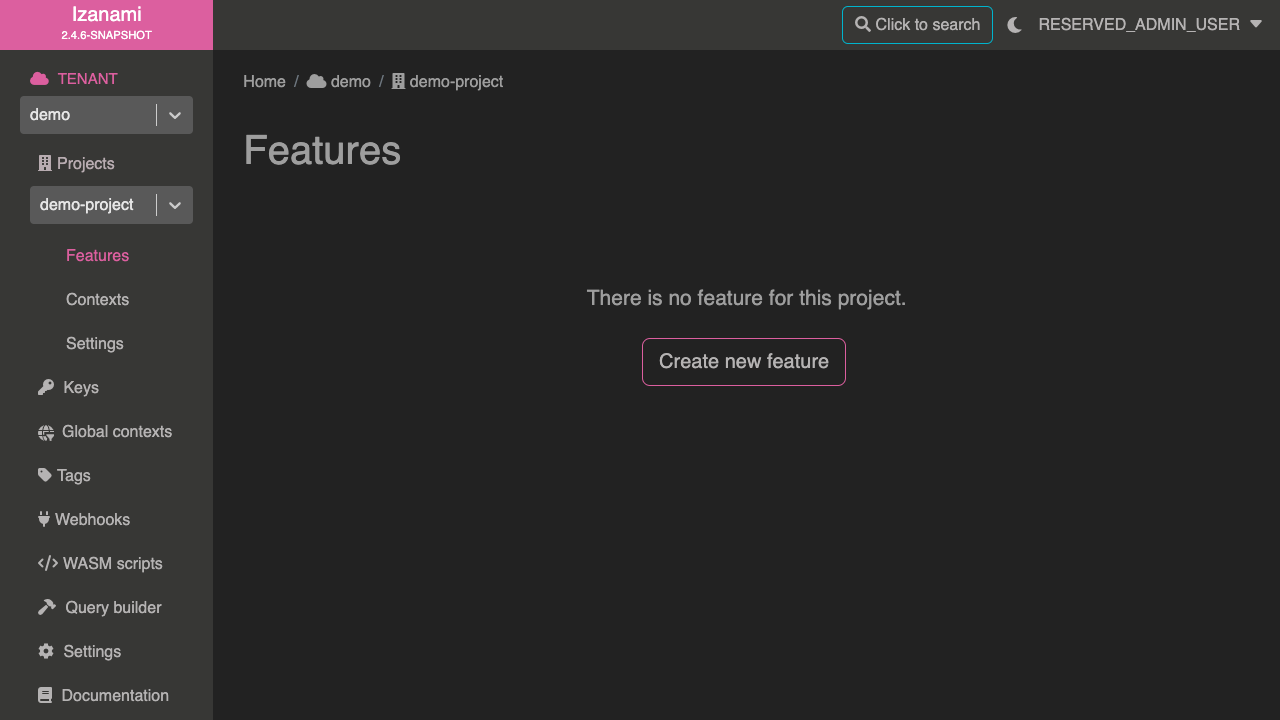 Izanami
2.4.6-SNAPSHOT
Click to search
RESERVED_ADMIN_USER
TENANT
demo
Projects
demo-project
Features
Contexts
Settings
Keys
Global contexts
Tags
Webhooks
WASM scripts
Query builder
Settings
Documentation
Home / demo / demo-project
Features
There is no feature for this project.
Create new feature